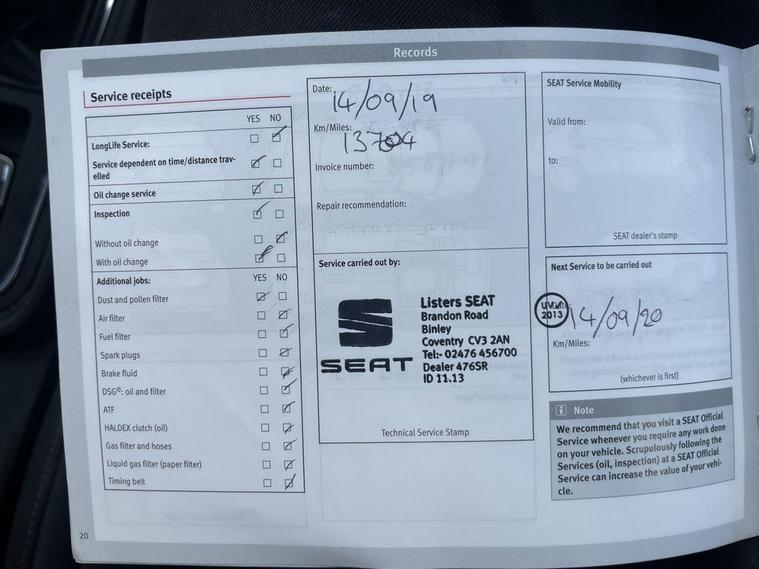 Records
Service receipts
YES NO
LongLife Service:
Service dependent on time/distance trav-
elled
Oil change service
Inspection
Without oil change
With oil change
Additional jobs: YES NO
Dust and pollen filter
Air filter
Fuel filter
Spark plugs
Brake fluid
DSG®: oil and filter
ATF
HALDEX clutch (oil)
Gas filter and hoses
Liquid gas filter (paper filter)
Timing belt
20
Date: 14/09/19
Km/Miles: 13704
Invoice number:
Repair recommendation:
Service carried out by:
SEAT
Listers SEAT
Brandon Road
Binley
Coventry CV3 2AN
Tel:- 02476 456700
Dealer 476SR
ID 11.13
Technical Service Stamp
SEAT Service Mobility
Valid from:
to:
SEAT dealer's stamp
Next Service to be carried out
2013
14/09/20
Km/Miles:
(whichever is first)
Note
We recommend that you visit a SEAT Official
Service whenever you require any work done
on your vehicle. Scrupulously following the
Services (oil, inspection) at a SEAT Official
Service can increase the value of your vehi-
cle.